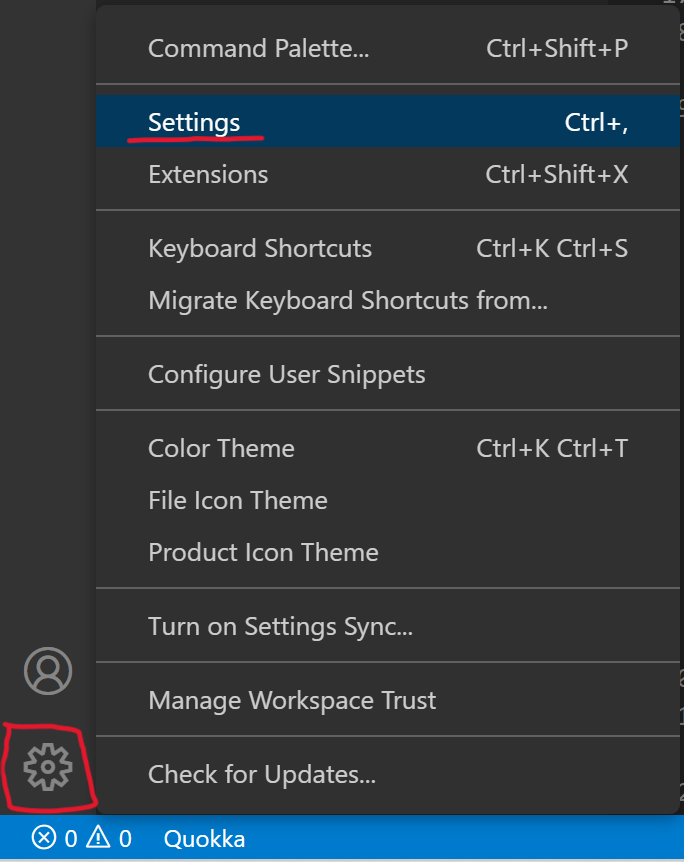 Command Palette... Ctrl+Shift+P
Settings Ctrl+,
Extensions Ctrl+Shift+X
Keyboard Shortcuts Ctrl+K Ctrl+S
Migrate Keyboard Shortcuts from...
Configure User Snippets
Color Theme Ctrl+K Ctrl+T
File Icon Theme
Product Icon Theme
Turn on Settings Sync...
Manage Workspace Trust
Check for Updates...
0 0 Quokka